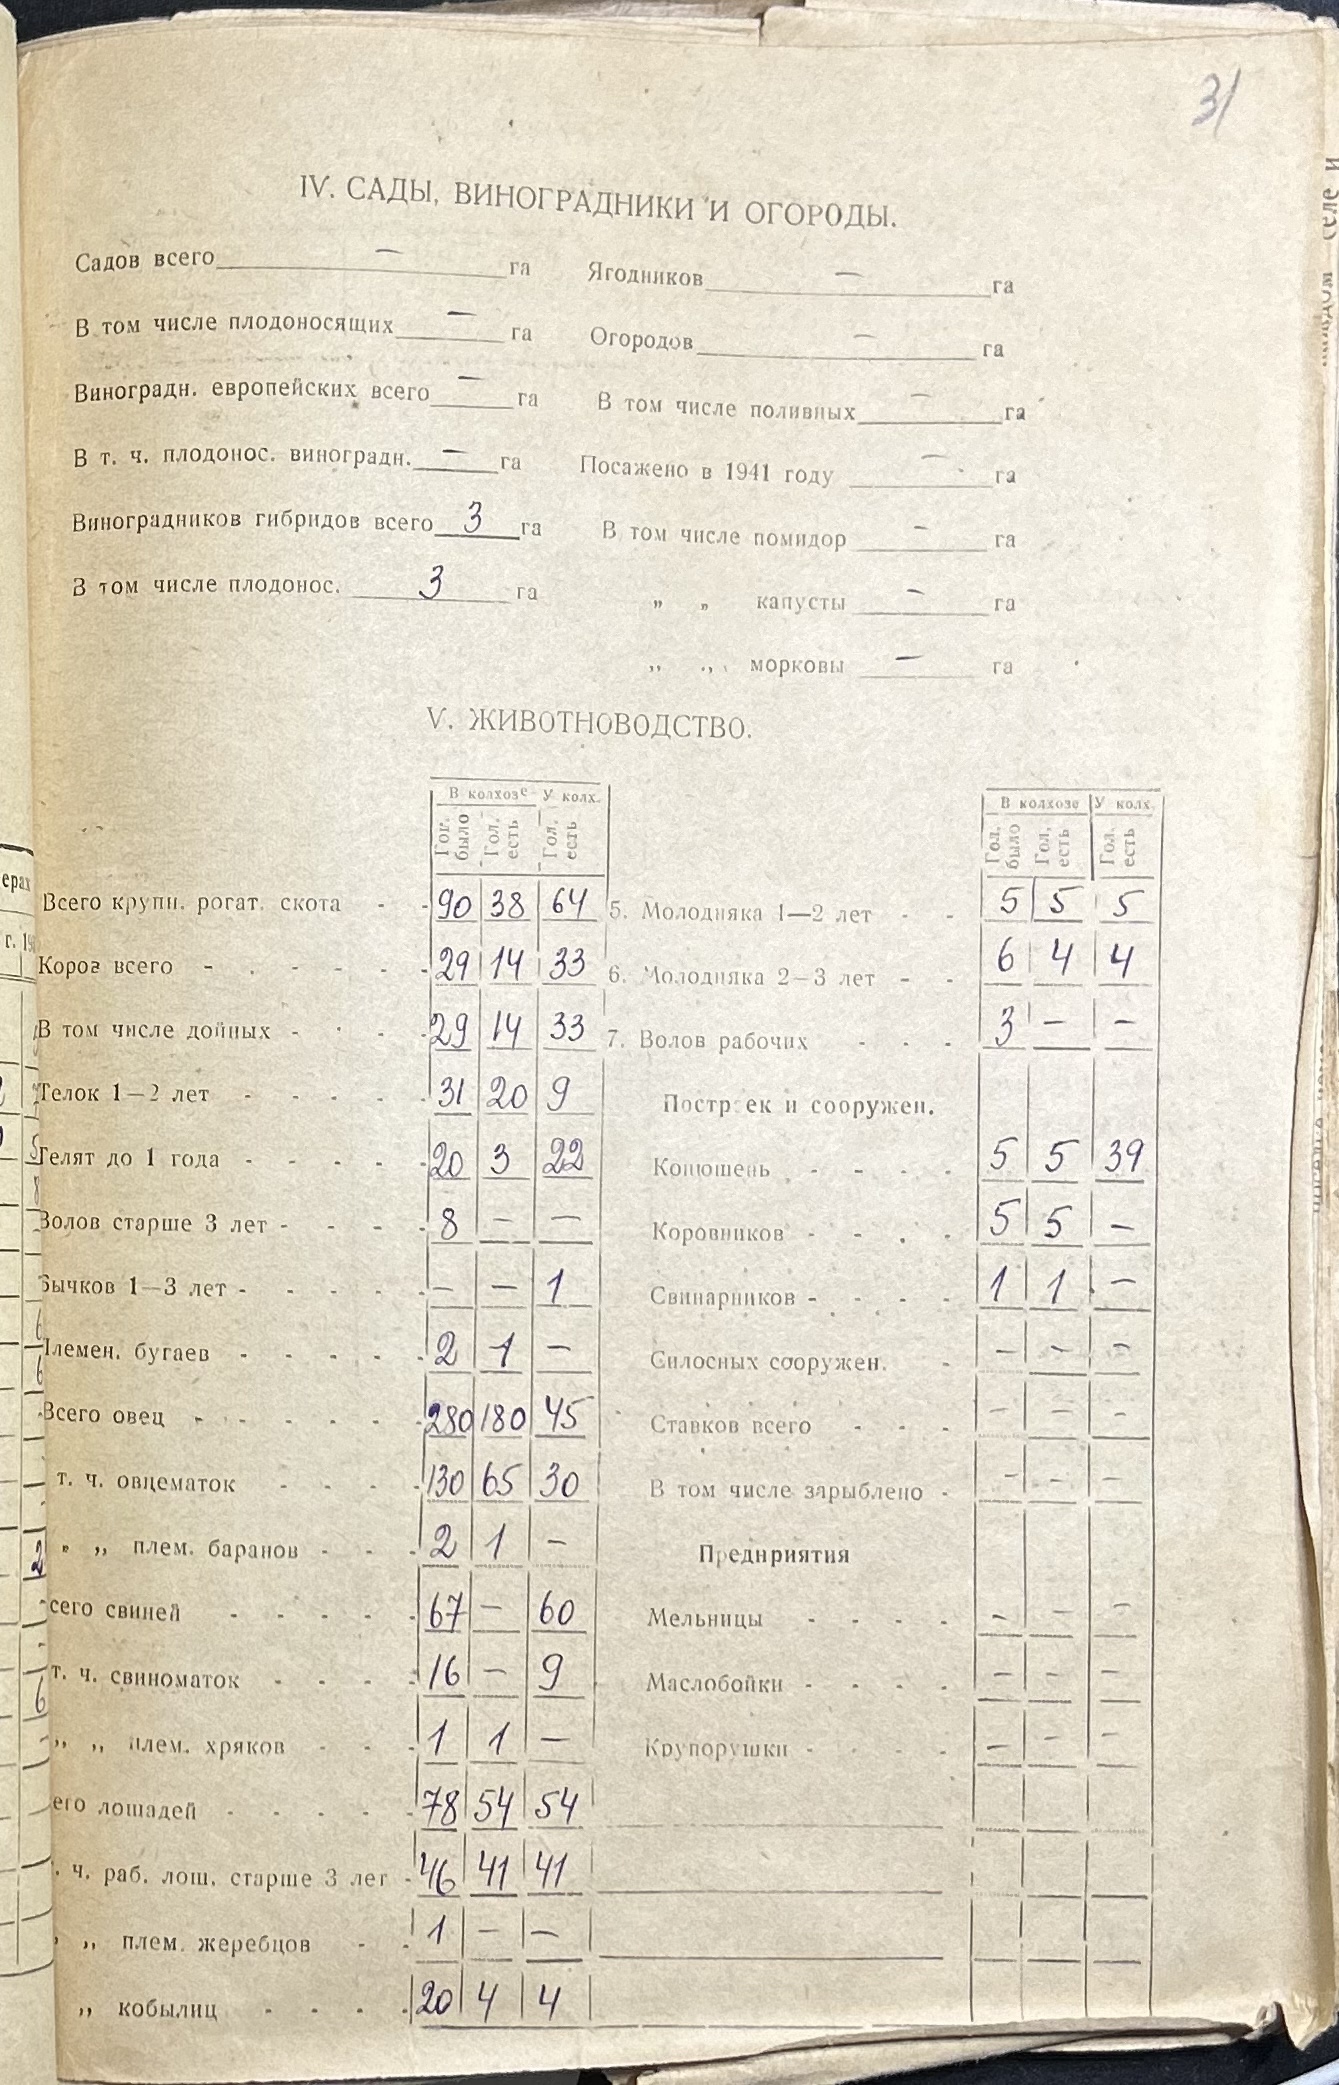 31
IV. САДЫ, ВИНОГРАДНИКИ И ОГОРОДЫ.
Садов всего — га Ягодников — га
В том числе плодоносящих — га Огородов — га
Виноградн. европейских всего — га В том числе поливных — га
В т. ч. плодонос. виноградн. — га Посажено в 1941 году — га
Виноградников гибридов всего 3 га В том числе помидор — га
В том числе плодонос. 3 га „ „ капусты — га
„ „ морковы — га
V. ЖИВОТНОВОДСТВО.
В колхозе У колх. В колхозе У колх.
Гол. было Гол. есть Гол. есть Гол. было Гол. есть Гол. есть
Всего крупн. рогат. скота - - 90 38 64 5. Молодняка 1—2 лет - - 5 5 5
Коров всего - - - - - 29 14 33 6. Молодняка 2—3 лет - - 6 4 4
В том числе дойных - - - - 29 14 33 7. Волов рабочих - - - 3 — —
Телок 1—2 лет - - - - 31 20 9 Построек и сооружен.
Телят до 1 года - - - - - 20 3 22 Конюшень - - - - 5 5 39
Волов старше 3 лет - - - - 8 — — Коровников - - - - 5 5 —
Бычков 1—3 лет - - - - - — — 1 Свинарников - - - - 1 1 —
Племен. бугаев - - - - - 2 1 — Силосных сооружен. - — — —
Всего овец - - - - - 280 180 45 Ставков всего - - - — — —
т. ч. овцематок - - - - 130 65 30 В том числе зарыблено - — — —
„ „ плем. баранов - - - 2 1 — Предприятия
сего свиней - - - - - 67 — 60 Мельницы - - - - — — —
т. ч. свиноматок - - - - 16 — 9 Маслобойки - - - - — — —
„ „ плем. хряков - - - 1 1 — Крупорушки - - - - — — —
его лошадей - - - - - 78 54 54
. ч. раб. лош. старше 3 лет - 46 41 41
„ плем. жеребцов - - 1 — —
„ кобылиц - - - - 20 4 4